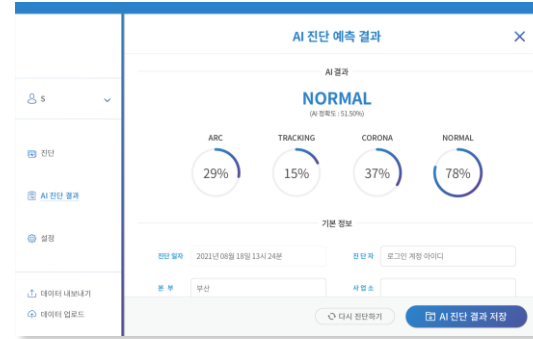 AI 진단 예측 결과
AI 결과
NORMAL
(AI 정확도 : 51.50%)
S
ARC TRACKING CORONA NORMAL
29% 15% 37% 78%
진단
AI 진단 결과
설정
기본 정보
진단 일자 2021년 08월 18일 13시 24분 진 단 자 로그인 계정 아이디
본 부 부산 사 업 소
데이터 내보내기
데이터 업로드
다시 진단하기 AI 진단 결과 저장